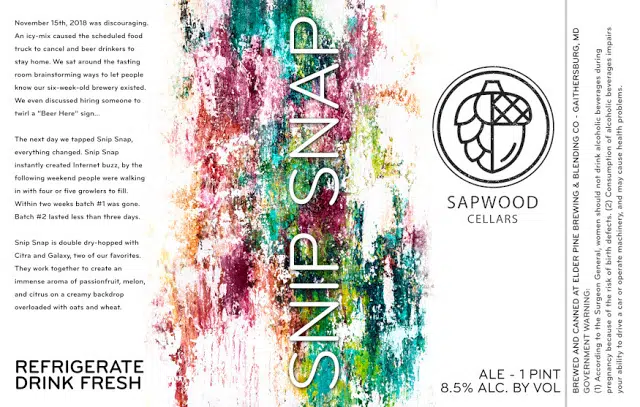 November 15th, 2018 was discouraging.
An icy-mix caused the scheduled food
truck to cancel and beer drinkers to
stay home. We sat around the tasting
room brainstorming ways to let people
know our six-week-old brewery existed.
We even discussed hiring someone to
twirl a "Beer Here" sign...
The next day we tapped Snip Snap,
everything changed. Snip Snap
instantly created Internet buzz, by the
following weekend people were walking
in with four or five growlers to fill.
Within two weeks batch #1 was gone.
Batch #2 lasted less than three days.
Snip Snap is double dry-hopped with
Citra and Galaxy, two of our favorites.
They work together to create an
immense aroma of passionfruit, melon,
and citrus on a creamy backdrop
overloaded with oats and wheat.
REFRIGERATE
DRINK FRESH
SNIP SNAP
SAPWOOD
CELLARS
ALE - 1 PINT
8.5% ALC. BY VOL
BREWED AND CANNED AT ELDER PINE BREWING & BLENDING CO - GAITHERSBURG, MD
GOVERNMENT WARNING:
(1) According to the Surgeon General, women should not drink alcoholic beverages during
pregnancy because of the risk of birth defects. (2) Consumption of alcoholic beverages impairs
your ability to drive a car or operate machinery, and may cause health problems.